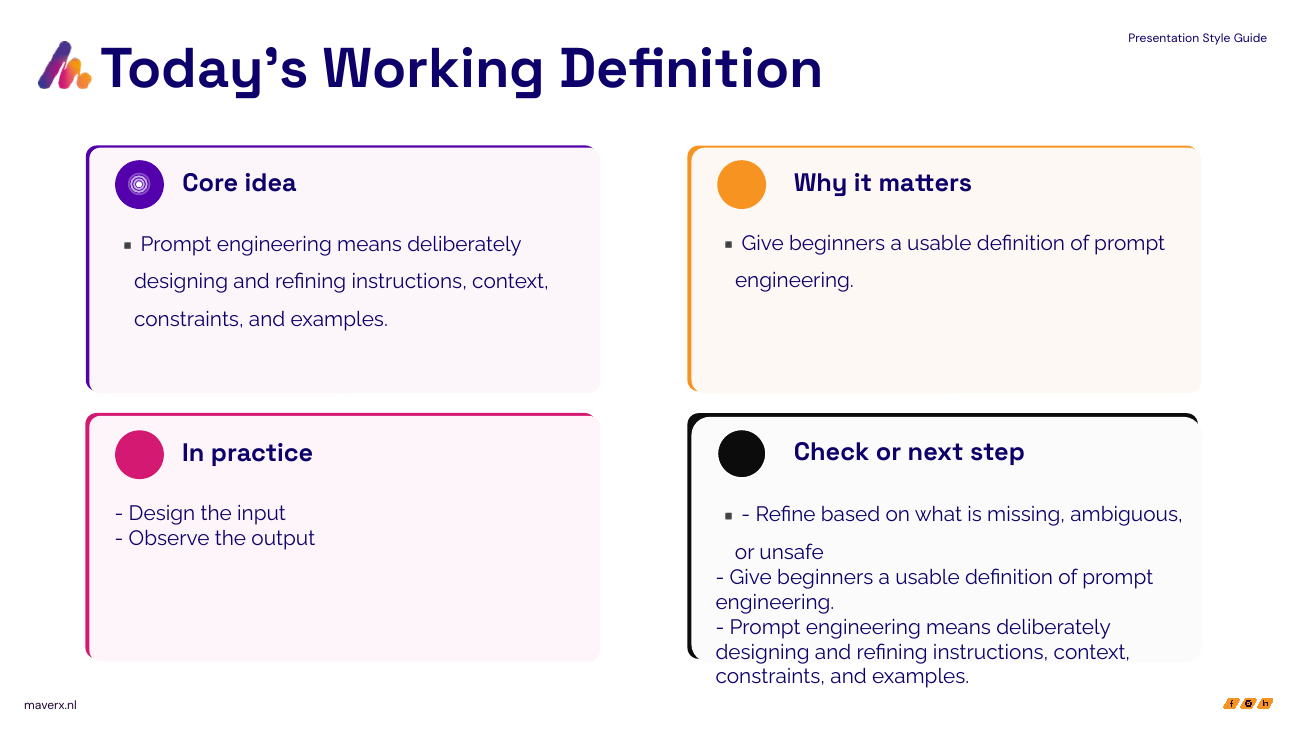 Presentation Style Guide
Today's Working Definition
Core idea
▪ Prompt engineering means deliberately
designing and refining instructions, context,
constraints, and examples.
Why it matters
▪ Give beginners a usable definition of prompt
engineering.
In practice
- Design the input
- Observe the output
Check or next step
▪ - Refine based on what is missing, ambiguous,
or unsafe
- Give beginners a usable definition of prompt
engineering.
- Prompt engineering means deliberately
designing and refining instructions, context,
constraints, and examples.
maverx.nl